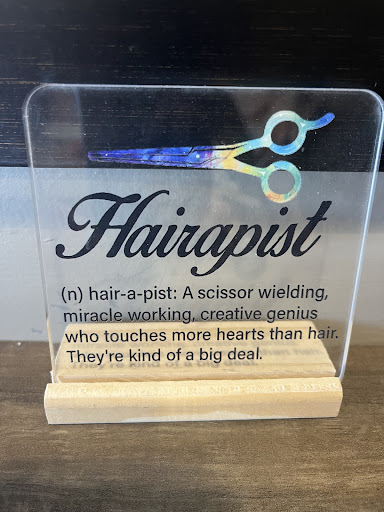 Hairapist
(n) hair-a-pist: A scissor wielding,
miracle working, creative genius
who touches more hearts than hair.
They're kind of a big deal.